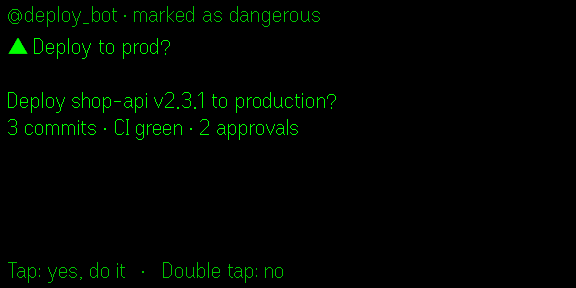 @deploy_bot · marked as dangerous
▲ Deploy to prod?
Deploy shop-api v2.3.1 to production?
3 commits · CI green · 2 approvals
Tap: yes, do it · Double tap: no